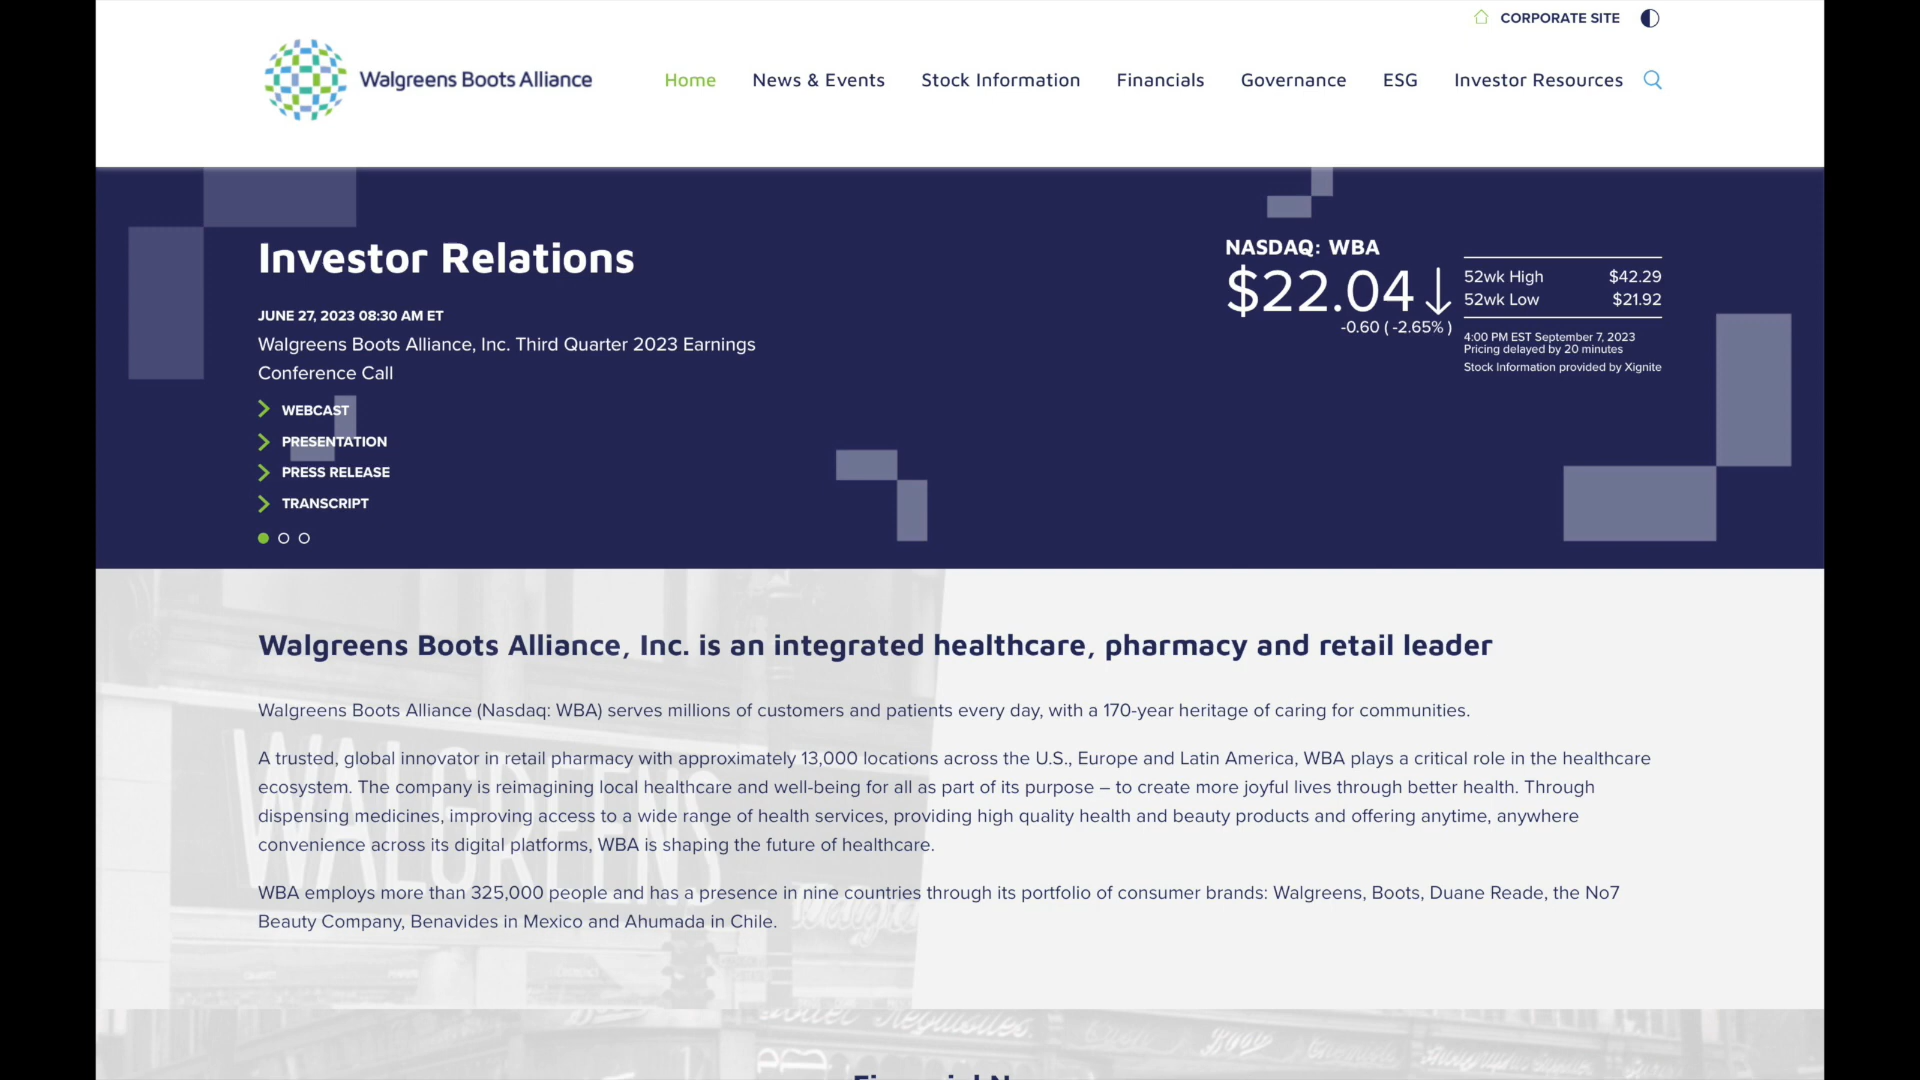 CORPORATE SITE
Walgreens Boots Alliance
Home
News & Events
Stock Information
Financials
Governance
ESG
Investor Resources
Investor Relations
JUNE 27, 2023 08:30 AM ET
Walgreens Boots Alliance, Inc. Third Quarter 2023 Earnings
Conference Call
WEBCAST
PRESENTATION
PRESS RELEASE
TRANSCRIPT
NASDAQ: WBA
$22.04
-0.60 ( -2.65% )
52wk High $42.29
52wk Low $21.92
4:00 PM EST September 7, 2023
Pricing delayed by 20 minutes
Stock Information provided by Xignite
Walgreens Boots Alliance, Inc. is an integrated healthcare, pharmacy and retail leader
Walgreens Boots Alliance (Nasdaq: WBA) serves millions of customers and patients every day, with a 170-year heritage of caring for communities.
A trusted, global innovator in retail pharmacy with approximately 13,000 locations across the U.S., Europe and Latin America, WBA plays a critical role in the healthcare
ecosystem. The company is reimagining local healthcare and well-being for all as part of its purpose – to create more joyful lives through better health. Through
dispensing medicines, improving access to a wide range of health services, providing high quality health and beauty products and offering anytime, anywhere
convenience across its digital platforms, WBA is shaping the future of healthcare.
WBA employs more than 325,000 people and has a presence in nine countries through its portfolio of consumer brands: Walgreens, Boots, Duane Reade, the No7
Beauty Company, Benavides in Mexico and Ahumada in Chile.
WALGREENS